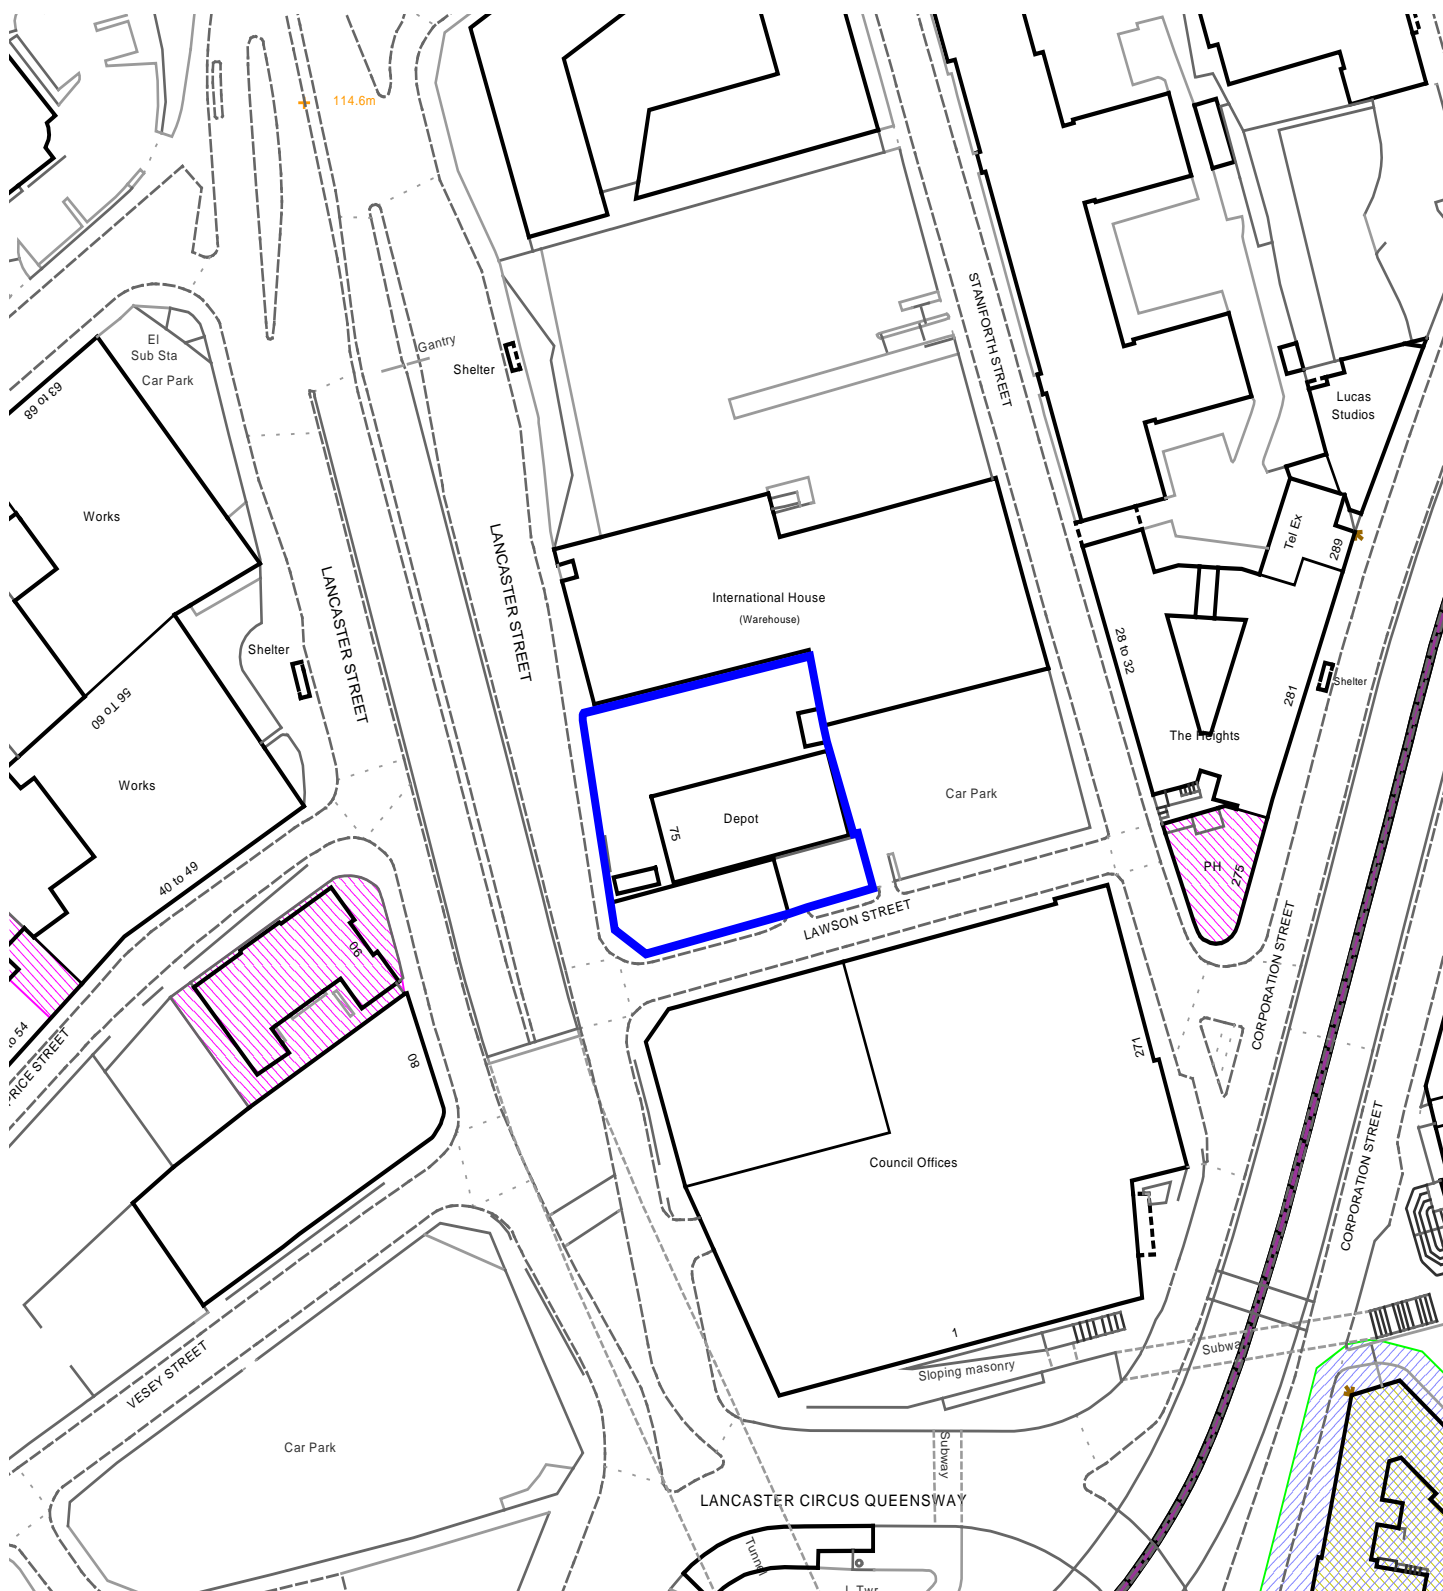 114.6m
El
Sub Sta
Car Park
63 to 68
Gantry
Shelter
STANIFORTH STREET
Lucas
Studios
Works
LANCASTER STREET
LANCASTER STREET
Tel Ex
289
International House
(Warehouse)
Shelter
28 to 32
Shelter
281
56 To 60
The Heights
Works
Car Park
Depot
75
PH
275
40 to 49
LAWSON STREET
90
CORPORATION STREET
to 54
PRICE STREET
80
271
Council Offices
CORPORATION STREET
1
Subwa
Sloping masonry
VESEY STREET
Car Park
Subway
LANCASTER CIRCUS QUEENSWAY
Tunnel
L Twr